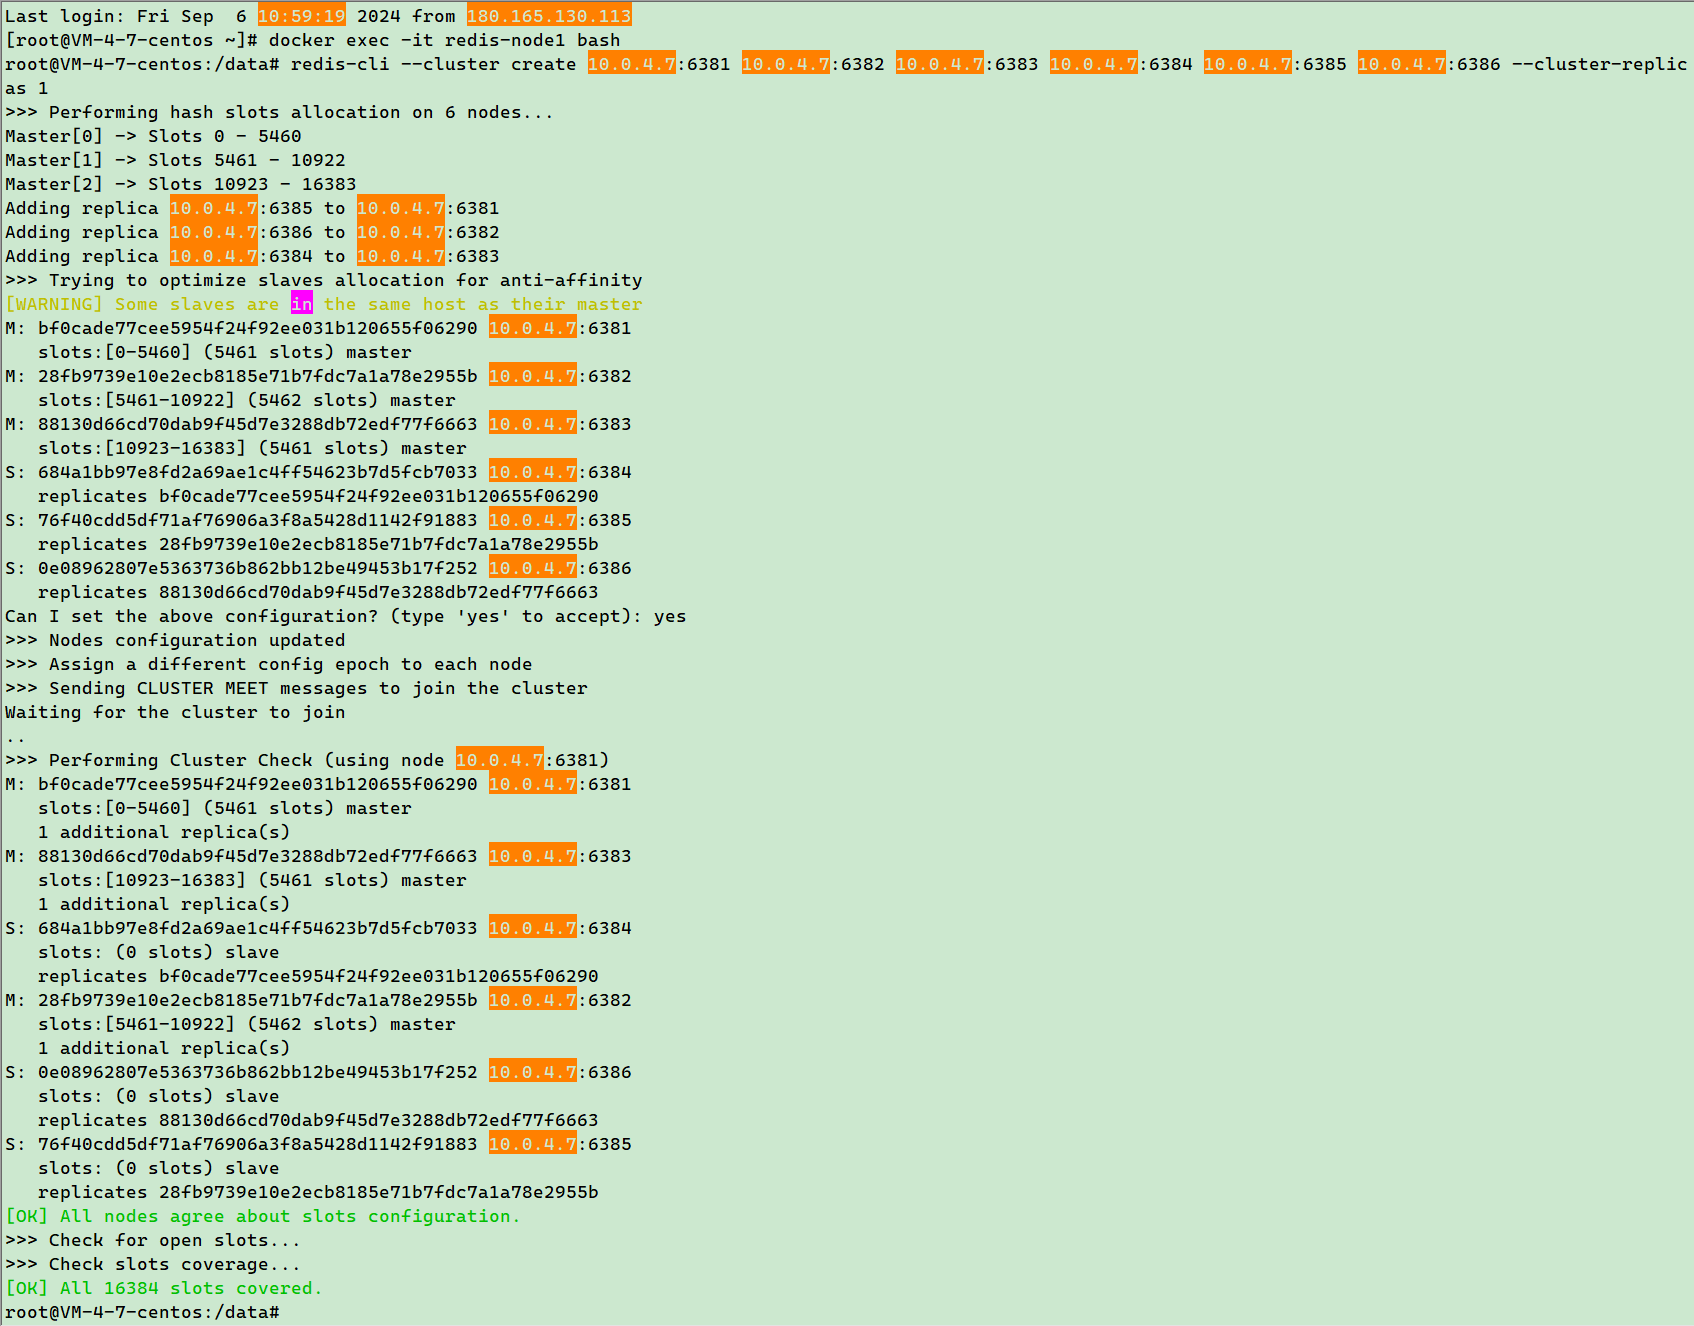 Last login: Fri Sep  6 10:59:19 2024 from 180.165.130.113
[root@VM-4-7-centos ~]# docker exec -it redis-node1 bash
root@VM-4-7-centos:/data# redis-cli --cluster create 10.0.4.7:6381 10.0.4.7:6382 10.0.4.7:6383 10.0.4.7:6384 10.0.4.7:6385 10.0.4.7:6386 --cluster-replic
as 1
>>> Performing hash slots allocation on 6 nodes...
Master[0] -> Slots 0 - 5460
Master[1] -> Slots 5461 - 10922
Master[2] -> Slots 10923 - 16383
Adding replica 10.0.4.7:6385 to 10.0.4.7:6381
Adding replica 10.0.4.7:6386 to 10.0.4.7:6382
Adding replica 10.0.4.7:6384 to 10.0.4.7:6383
>>> Trying to optimize slaves allocation for anti-affinity
[WARNING] Some slaves are in the same host as their master
M: bf0cade77cee5954f24f92ee031b120655f06290 10.0.4.7:6381
   slots:[0-5460] (5461 slots) master
M: 28fb9739e10e2ecb8185e71b7fdc7a1a78e2955b 10.0.4.7:6382
   slots:[5461-10922] (5462 slots) master
M: 88130d66cd70dab9f45d7e3288db72edf77f6663 10.0.4.7:6383
   slots:[10923-16383] (5461 slots) master
S: 684a1bb97e8fd2a69ae1c4ff54623b7d5fcb7033 10.0.4.7:6384
   replicates bf0cade77cee5954f24f92ee031b120655f06290
S: 76f40cdd5df71af76906a3f8a5428d1142f91883 10.0.4.7:6385
   replicates 28fb9739e10e2ecb8185e71b7fdc7a1a78e2955b
S: 0e08962807e5363736b862bb12be49453b17f252 10.0.4.7:6386
   replicates 88130d66cd70dab9f45d7e3288db72edf77f6663
Can I set the above configuration? (type 'yes' to accept): yes
>>> Nodes configuration updated
>>> Assign a different config epoch to each node
>>> Sending CLUSTER MEET messages to join the cluster
Waiting for the cluster to join
..
>>> Performing Cluster Check (using node 10.0.4.7:6381)
M: bf0cade77cee5954f24f92ee031b120655f06290 10.0.4.7:6381
   slots:[0-5460] (5461 slots) master
   1 additional replica(s)
M: 88130d66cd70dab9f45d7e3288db72edf77f6663 10.0.4.7:6383
   slots:[10923-16383] (5461 slots) master
   1 additional replica(s)
S: 684a1bb97e8fd2a69ae1c4ff54623b7d5fcb7033 10.0.4.7:6384
   slots: (0 slots) slave
   replicates bf0cade77cee5954f24f92ee031b120655f06290
M: 28fb9739e10e2ecb8185e71b7fdc7a1a78e2955b 10.0.4.7:6382
   slots:[5461-10922] (5462 slots) master
   1 additional replica(s)
S: 0e08962807e5363736b862bb12be49453b17f252 10.0.4.7:6386
   slots: (0 slots) slave
   replicates 88130d66cd70dab9f45d7e3288db72edf77f6663
S: 76f40cdd5df71af76906a3f8a5428d1142f91883 10.0.4.7:6385
   slots: (0 slots) slave
   replicates 28fb9739e10e2ecb8185e71b7fdc7a1a78e2955b
[OK] All nodes agree about slots configuration.
>>> Check for open slots...
>>> Check slots coverage...
[OK] All 16384 slots covered.
root@VM-4-7-centos:/data#